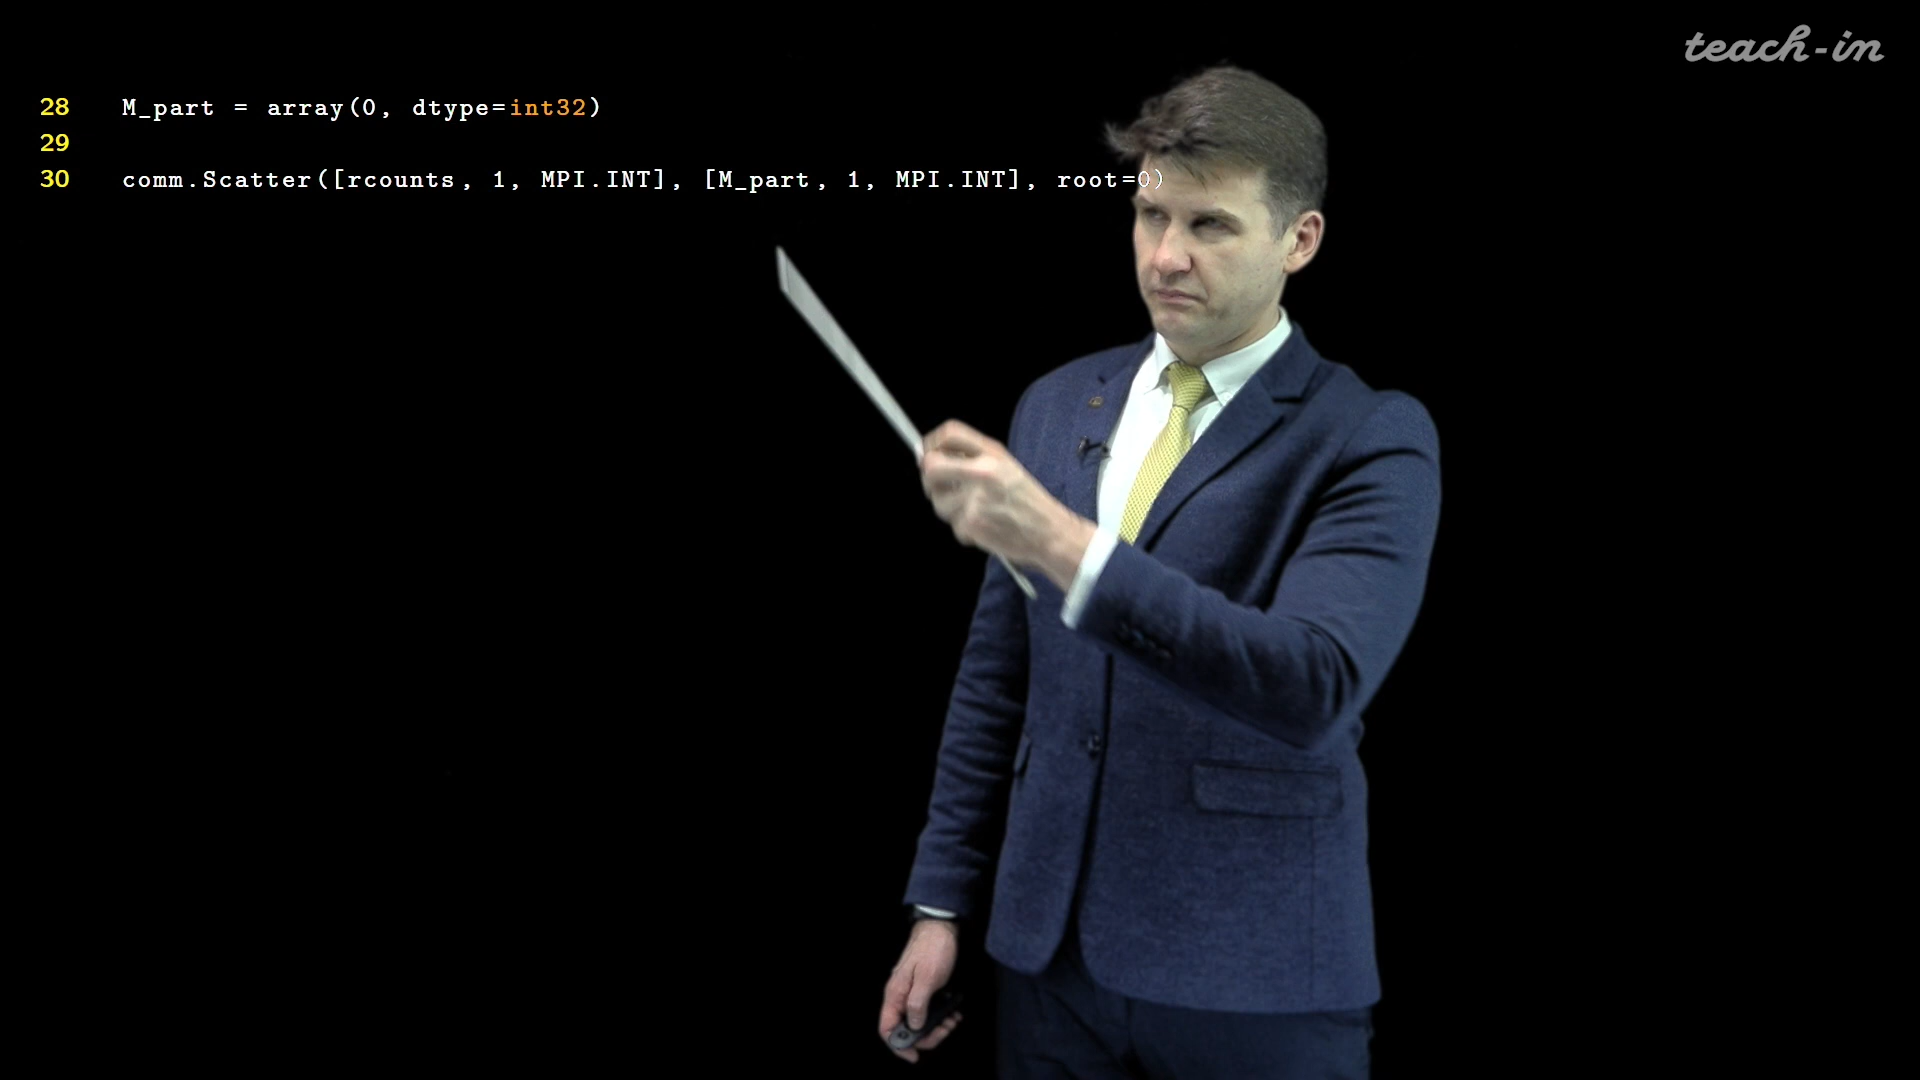 teach-in
28 M_part = array(0, dtype=int32)
29
30 comm.Scatter([rcounts, 1, MPI.INT], [M_part, 1, MPI.INT], root=0)